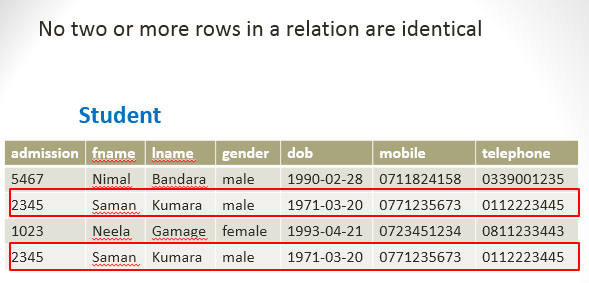 No two or more rows in a relation are identical
Student
admission fname lname gender dob mobile telephone
5467 Nimal Bandara male 1990-02-28 0711824158 0339001235
2345 Saman Kumara male 1971-03-20 0771235673 0112223445
1023 Neela Gamage female 1993-04-21 0723451234 0811233443
2345 Saman Kumara male 1971-03-20 0771235673 0112223445